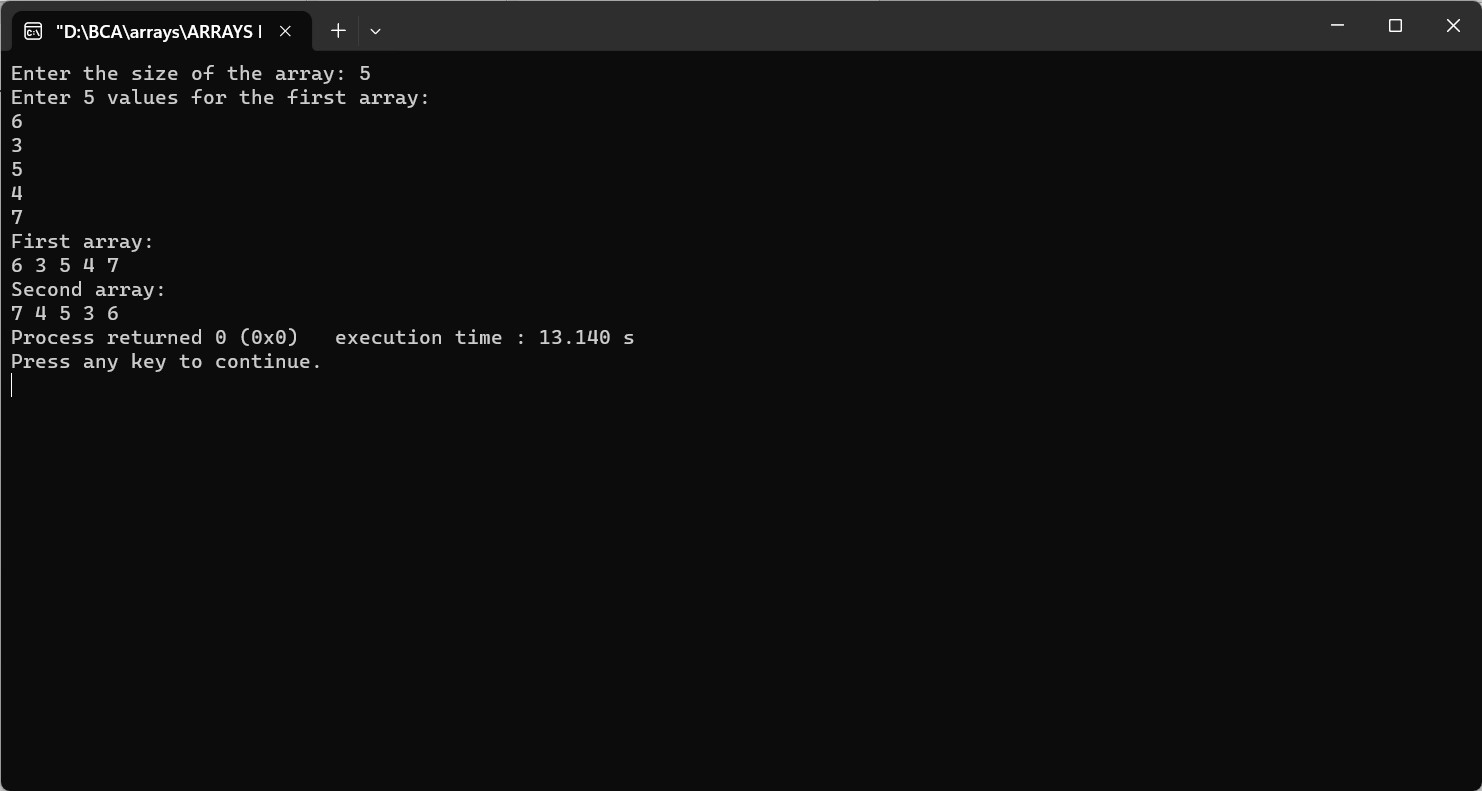 "D:\BCA\arrays\ARRAYS I
Enter the size of the array: 5
Enter 5 values for the first array:
6
3
5
4
7
First array:
6 3 5 4 7
Second array:
7 4 5 3 6
Process returned 0 (0x0)   execution time : 13.140 s
Press any key to continue.